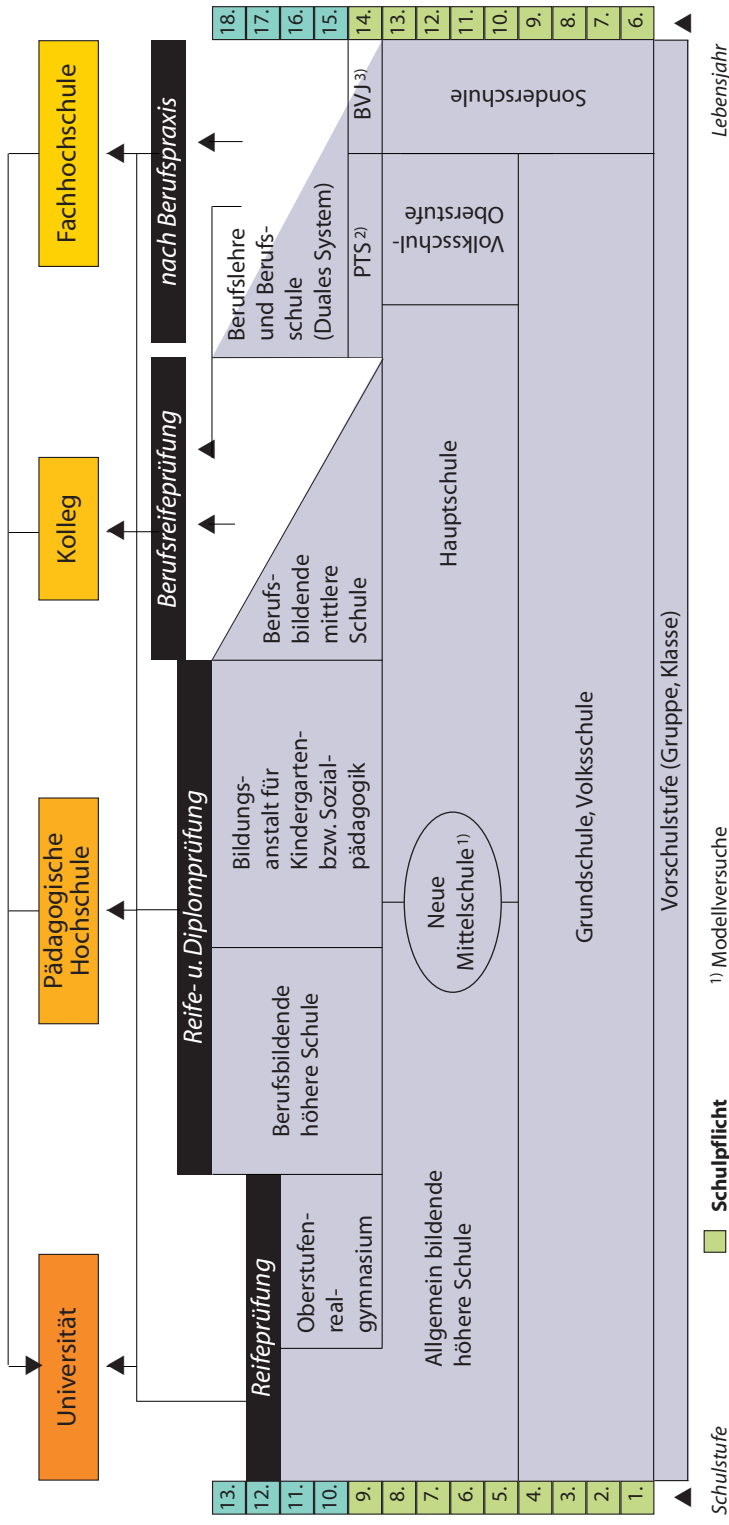 Universität
Pädagogische
Hochschule
Kolleg
Fachhochschule
Reifeprüfung
Reife- u. Diplomprüfung
Berufsreifeprüfung
nach Berufspraxis
13.
12.
11.
10.
9.
8.
7.
6.
5.
4.
3.
2.
1.
Oberstufen-
real-
gymnasium
Berufsbildende
höhere Schule
Bildungs-
anstalt für
Kindergarten-
bzw. Sozial-
pädagogik
Berufs-
bildende
mittlere
Schule
Berufslehre
und Berufs-
schule
(Duales System)
PTS 2)
BVJ 3)
Allgemein bildende
höhere Schule
Neue
Mittelschule 1)
Hauptschule
Volksschul-
Oberstufe
Sonderschule
Grundschule, Volksschule
Vorschulstufe (Gruppe, Klasse)
18.
17.
16.
15.
14.
13.
12.
11.
10.
9.
8.
7.
6.
Schulstufe
Schulpflicht
1) Modellversuche
Lebensjahr